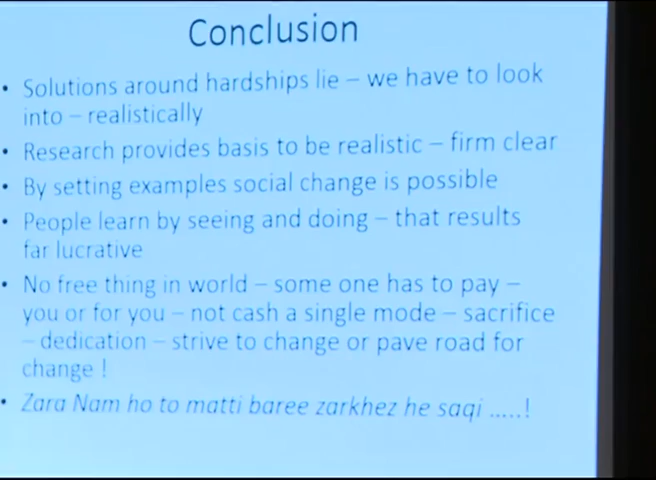 Conclusion
• Solutions around hardships lie – we have to look
into – realistically
• Research provides basis to be realistic – firm clear
• By setting examples social change is possible
• People learn by seeing and doing – that results
far lucrative
• No free thing in world – some one has to pay –
you or for you – not cash a single mode – sacrifice
– dedication – strive to change or pave road for
change !
• Zara Nam ho to matti baree zarkhez he saqi .....!